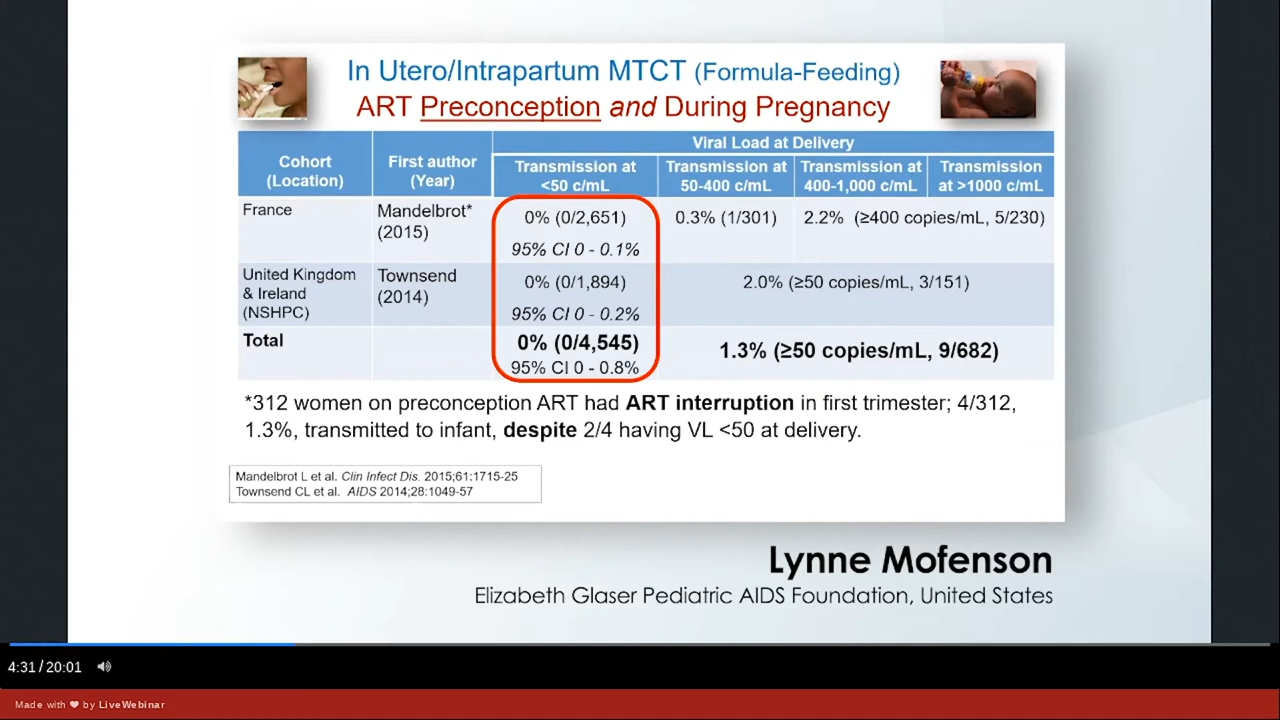 In Utero/Intrapartum MTCT (Formula-Feeding)
ART Preconception and During Pregnancy
Cohort
(Location)
First author
(Year)
Viral Load at Delivery
Transmission at
<50 c/mL
Transmission at
50-400 c/mL
Transmission at
400-1,000 c/mL
Transmission
at >1000 c/mL
France
Mandelbrot*
(2015)
0% (0/2,651)
95% CI 0 - 0.1%
0.3% (1/301)
2.2% (≥400 copies/mL, 5/230)
United Kingdom
& Ireland
(NSHPC)
Townsend
(2014)
0% (0/1,894)
95% CI 0 - 0.2%
2.0% (≥50 copies/mL, 3/151)
Total
0% (0/4,545)
95% CI 0 - 0.8%
1.3% (≥50 copies/mL, 9/682)
*312 women on preconception ART had ART interruption in first trimester; 4/312,
1.3%, transmitted to infant, despite 2/4 having VL <50 at delivery.
Mandelbrot L et al. Clin Infect Dis. 2015;61:1715-25
Townsend CL et al. AIDS 2014;28:1049-57
Lynne Mofenson
Elizabeth Glaser Pediatric AIDS Foundation, United States
4:31 / 20:01
Made with ❤ by LiveWebinar